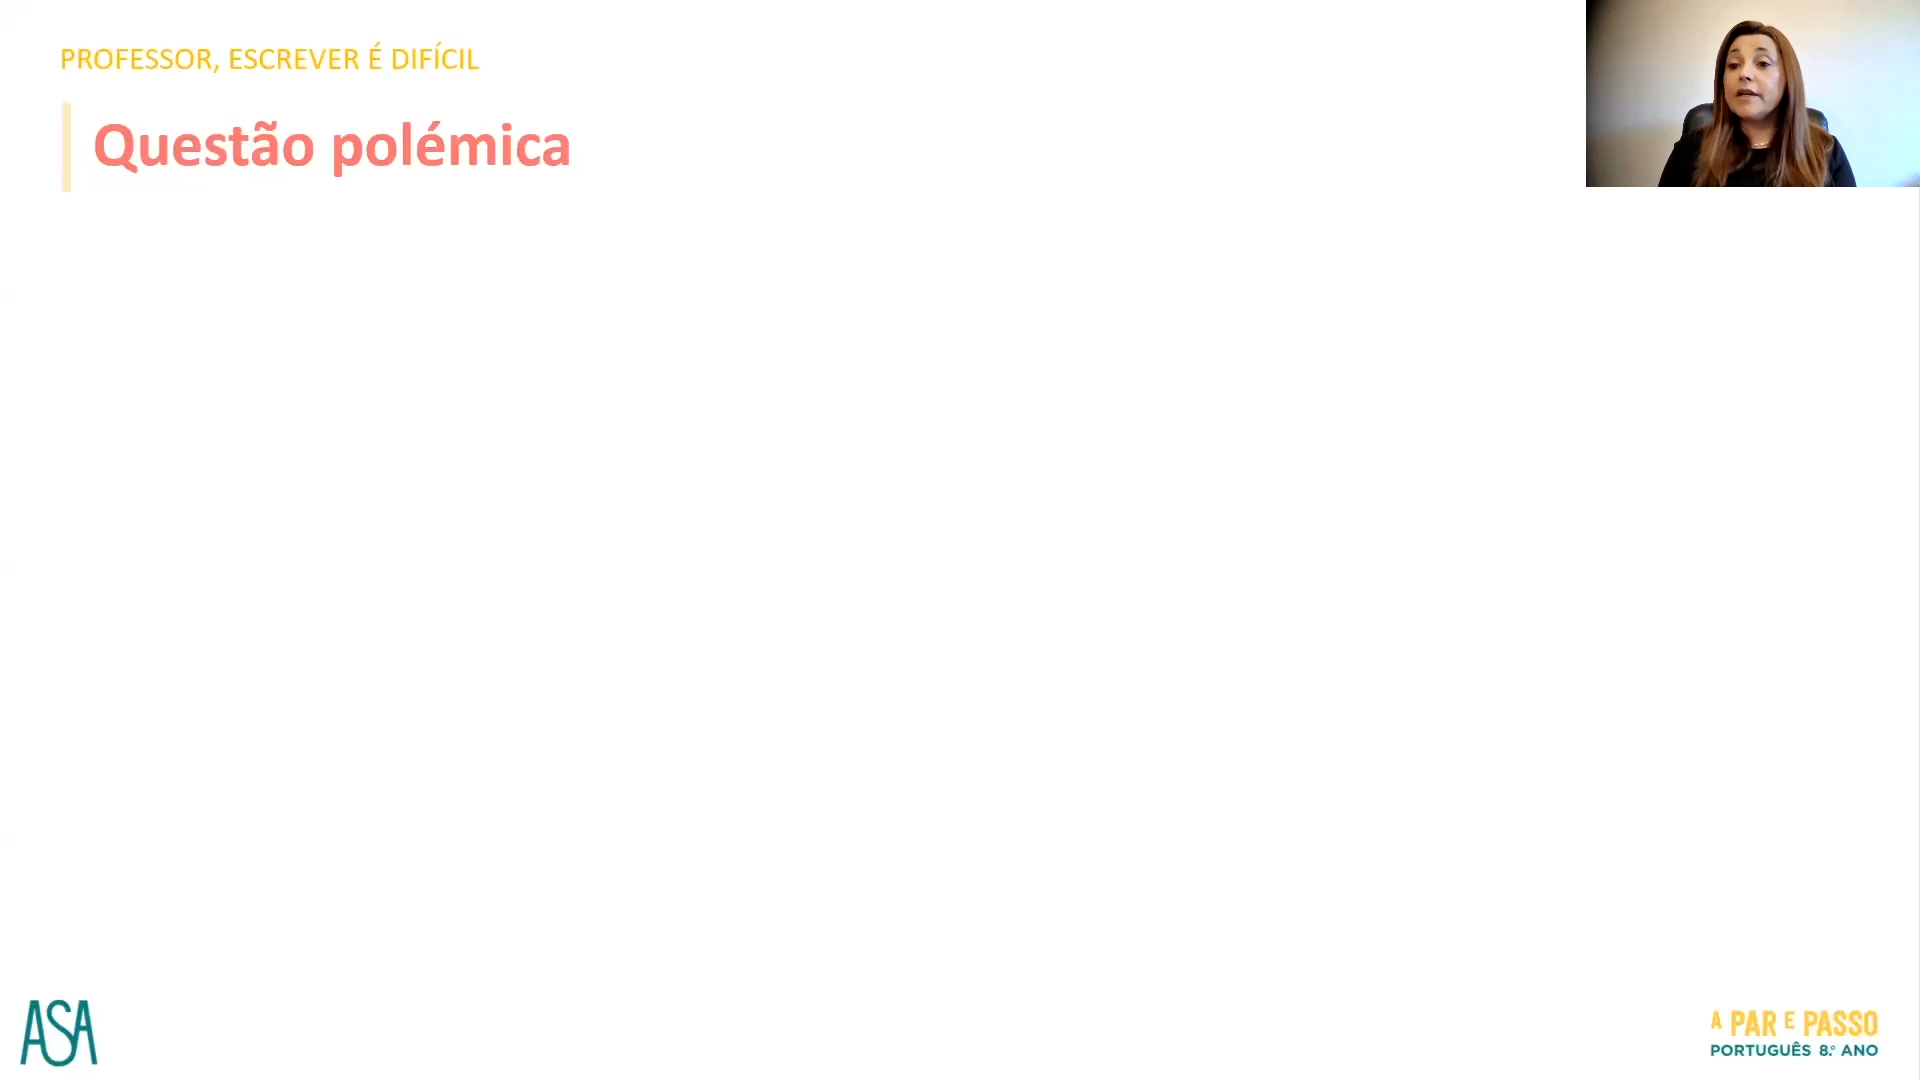 PROFESSOR, ESCREVER É DIFÍCIL
Questão polémica
ASA
A PAR E PASSO
PORTUGUÊS 8.º ANO